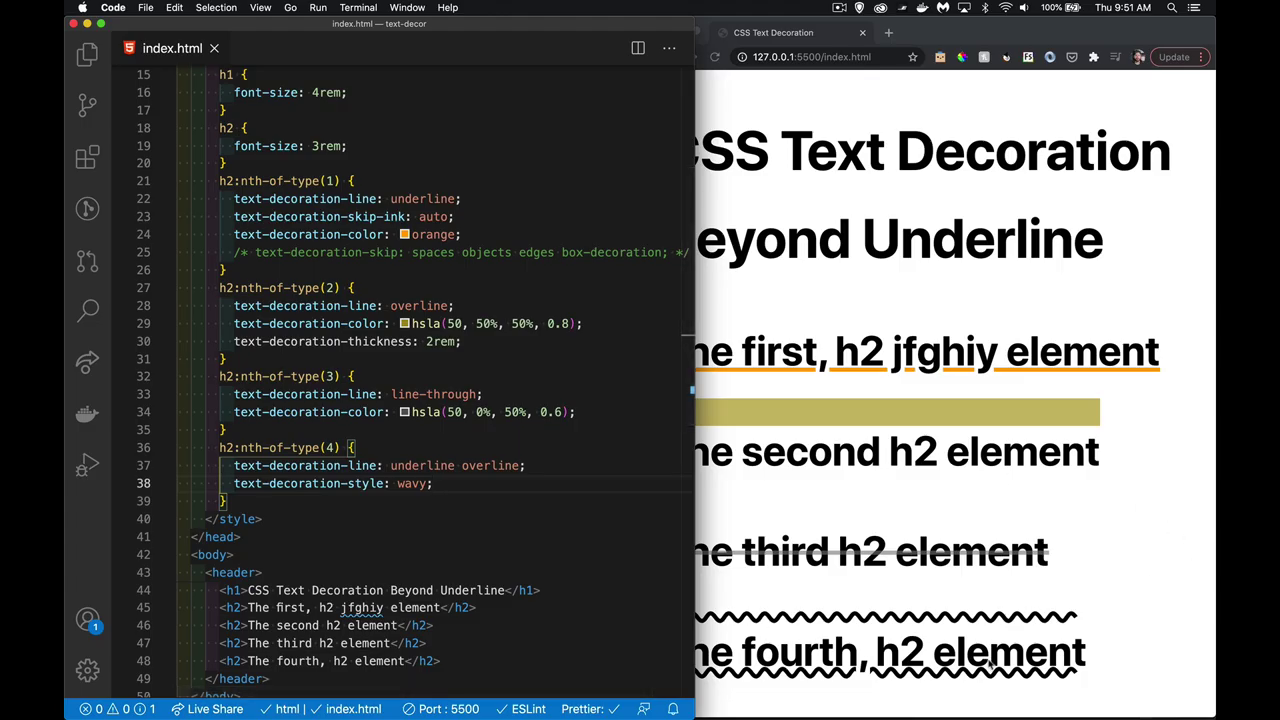 Code File Edit Selection View Go Run Terminal Window Help
100% Thu 9:51 AM
index.html — text-decor
index.html
15 h1 {
16 font-size: 4rem;
17 }
18 h2 {
19 font-size: 3rem;
20 }
21 h2:nth-of-type(1) {
22 text-decoration-line: underline;
23 text-decoration-skip-ink: auto;
24 text-decoration-color: orange;
25 /* text-decoration-skip: spaces objects edges box-decoration; */
26 }
27 h2:nth-of-type(2) {
28 text-decoration-line: overline;
29 text-decoration-color: hsla(50, 50%, 50%, 0.8);
30 text-decoration-thickness: 2rem;
31 }
32 h2:nth-of-type(3) {
33 text-decoration-line: line-through;
34 text-decoration-color: hsla(50, 0%, 50%, 0.6);
35 }
36 h2:nth-of-type(4) {
37 text-decoration-line: underline overline;
38 text-decoration-style: wavy;
39 }
40 </style>
41 </head>
42 <body>
43 <header>
44 <h1>CSS Text Decoration Beyond Underline</h1>
45 <h2>The first, h2 jfghiy element</h2>
46 <h2>The second h2 element</h2>
47 <h2>The third h2 element</h2>
48 <h2>The fourth, h2 element</h2>
49 </header>
50 </body>
1
0 0 1 Live Share html index.html Port : 5500 ESLint Prettier:
CSS Text Decoration
127.0.0.1:5500/index.html
Update
CSS Text Decoration
eyond Underline
he first, h2 jfghiy element
he second h2 element
he third h2 element
he fourth, h2 element